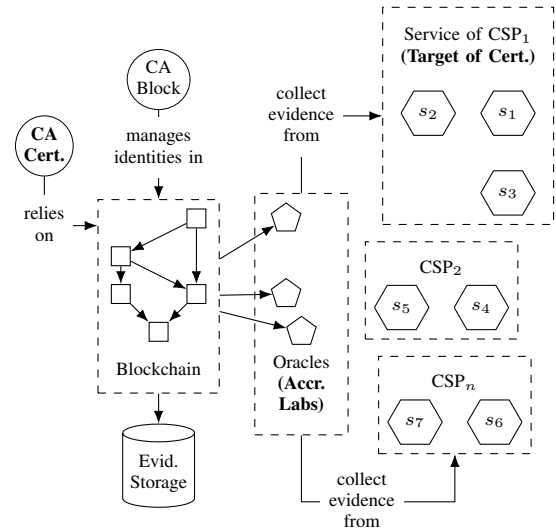 CA
Block
manages
identities in
CA
Cert.
relies
on
Blockchain
Evid.
Storage
Oracles
(Accr.
Labs)
collect
evidence
from
Service of CSP₁
(Target of Cert.)
s₂
s₁
s₃
CSP₂
s₅
s₄
CSPₙ
s₇
s₆
collect
evidence
from